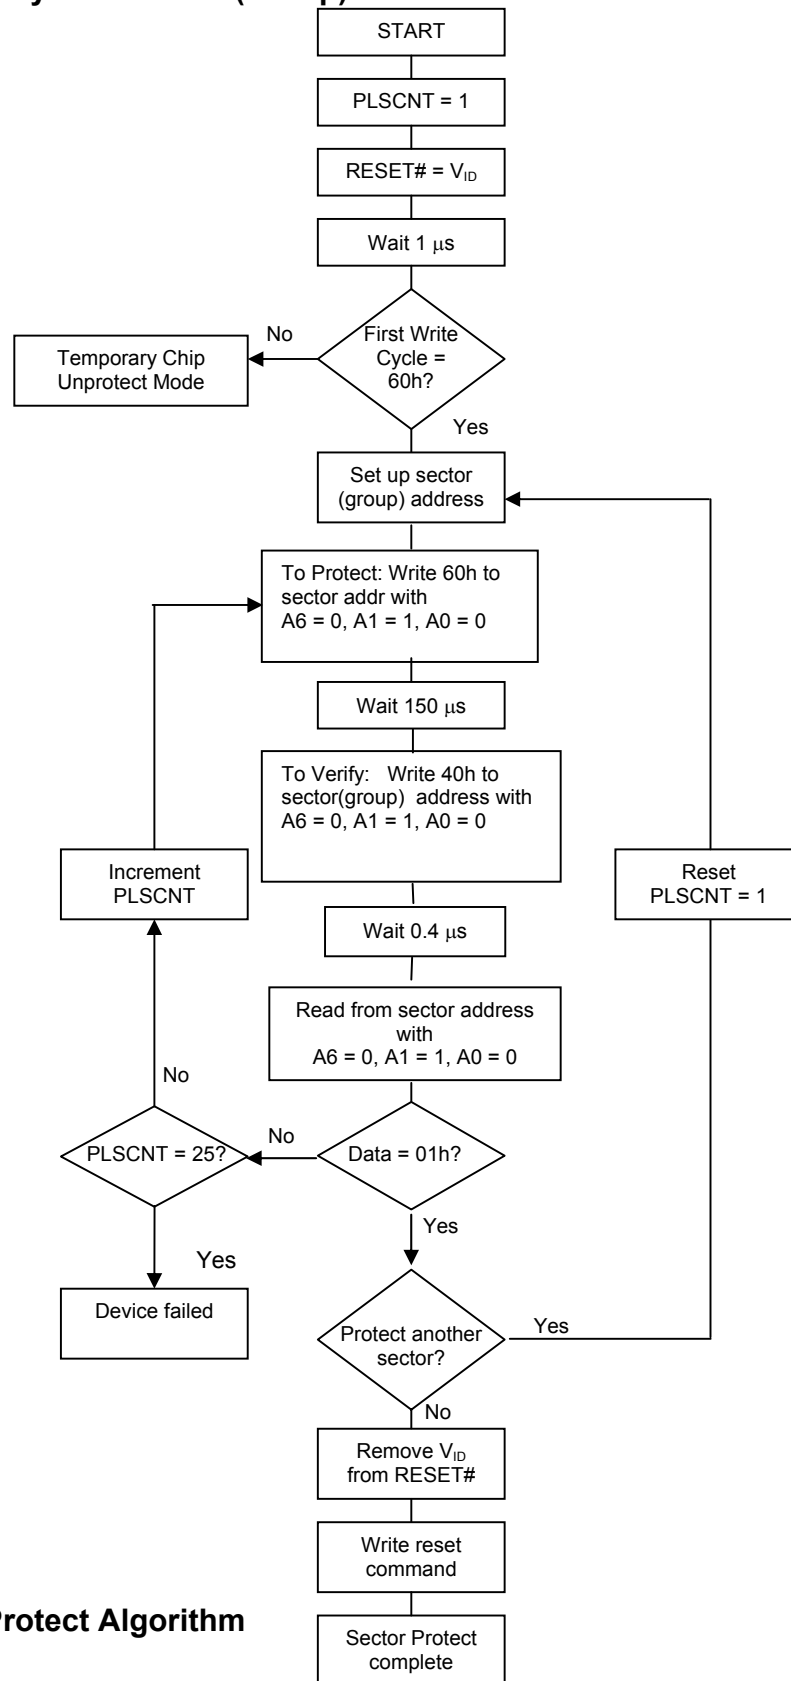 START
PLSCNT = 1
RESET# = VID
Wait 1 μs
First Write
Cycle =
60h?
No
Temporary Chip
Unprotect Mode
Yes
Set up sector
(group) address
To Protect: Write 60h to
sector addr with
A6 = 0, A1 = 1, A0 = 0
Wait 150 μs
To Verify: Write 40h to
sector(group) address with
A6 = 0, A1 = 1, A0 = 0
Increment
PLSCNT
Reset
PLSCNT = 1
Wait 0.4 μs
Read from sector address
with
A6 = 0, A1 = 1, A0 = 0
No
PLSCNT = 25?
No
Data = 01h?
Yes
Yes
Device failed
Protect another
sector?
Yes
No
Remove VID
from RESET#
Write reset
command
Protect Algorithm
Sector Protect
complete